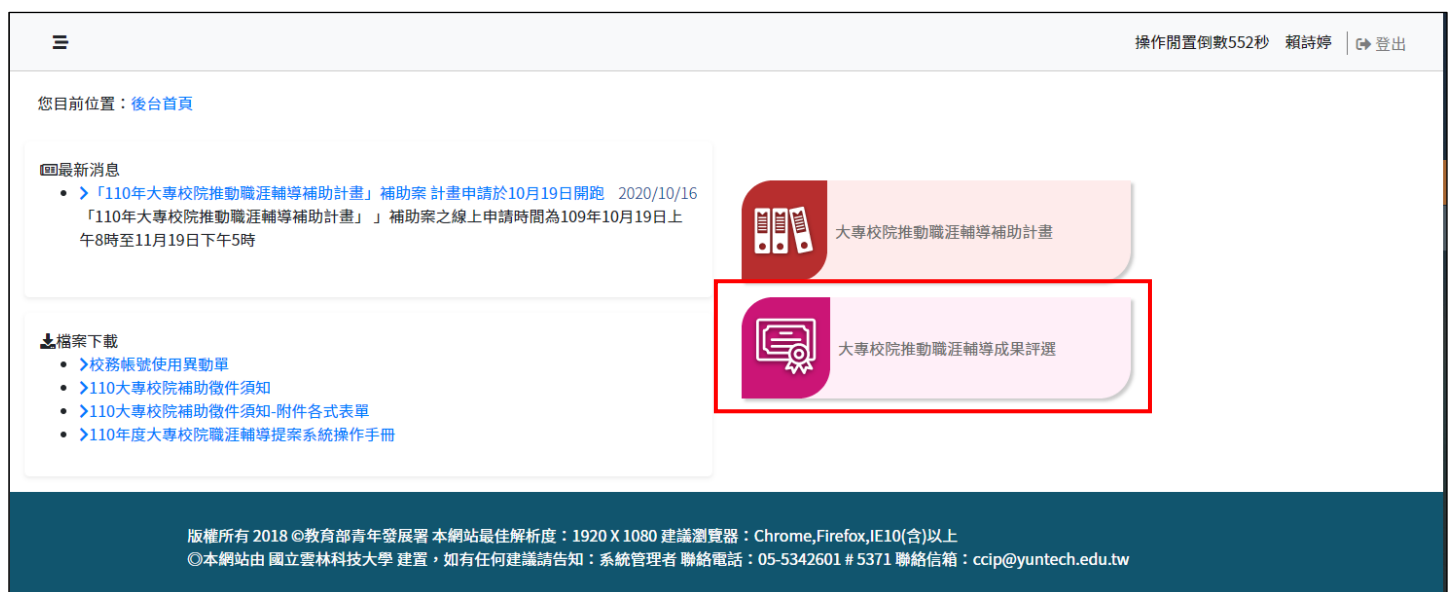 操作閒置倒數552秒 賴詩婷 登出
您目前位置：後台首頁
最新消息
「110年大專校院推動職涯輔導補助計畫」補助案 計畫申請於10月19日開跑 2020/10/16
「110年大專校院推動職涯輔導補助計畫」 」補助案之線上申請時間為109年10月19日上
午8時至11月19日下午5時
大專校院推動職涯輔導補助計畫
大專校院推動職涯輔導成果評選
檔案下載
校務帳號使用異動單
110大專校院補助徵件須知
110大專校院補助徵件須知-附件各式表單
110年度大專校院職涯輔導提案系統操作手冊
版權所有 2018 ©教育部青年發展署 本網站最佳解析度：1920 X 1080 建議瀏覽器：Chrome,Firefox,IE10(含)以上
◎本網站由 國立雲林科技大學 建置，如有任何建議請告知：系統管理者 聯絡電話：05-5342601 # 5371 聯絡信箱：ccip@yuntech.edu.tw